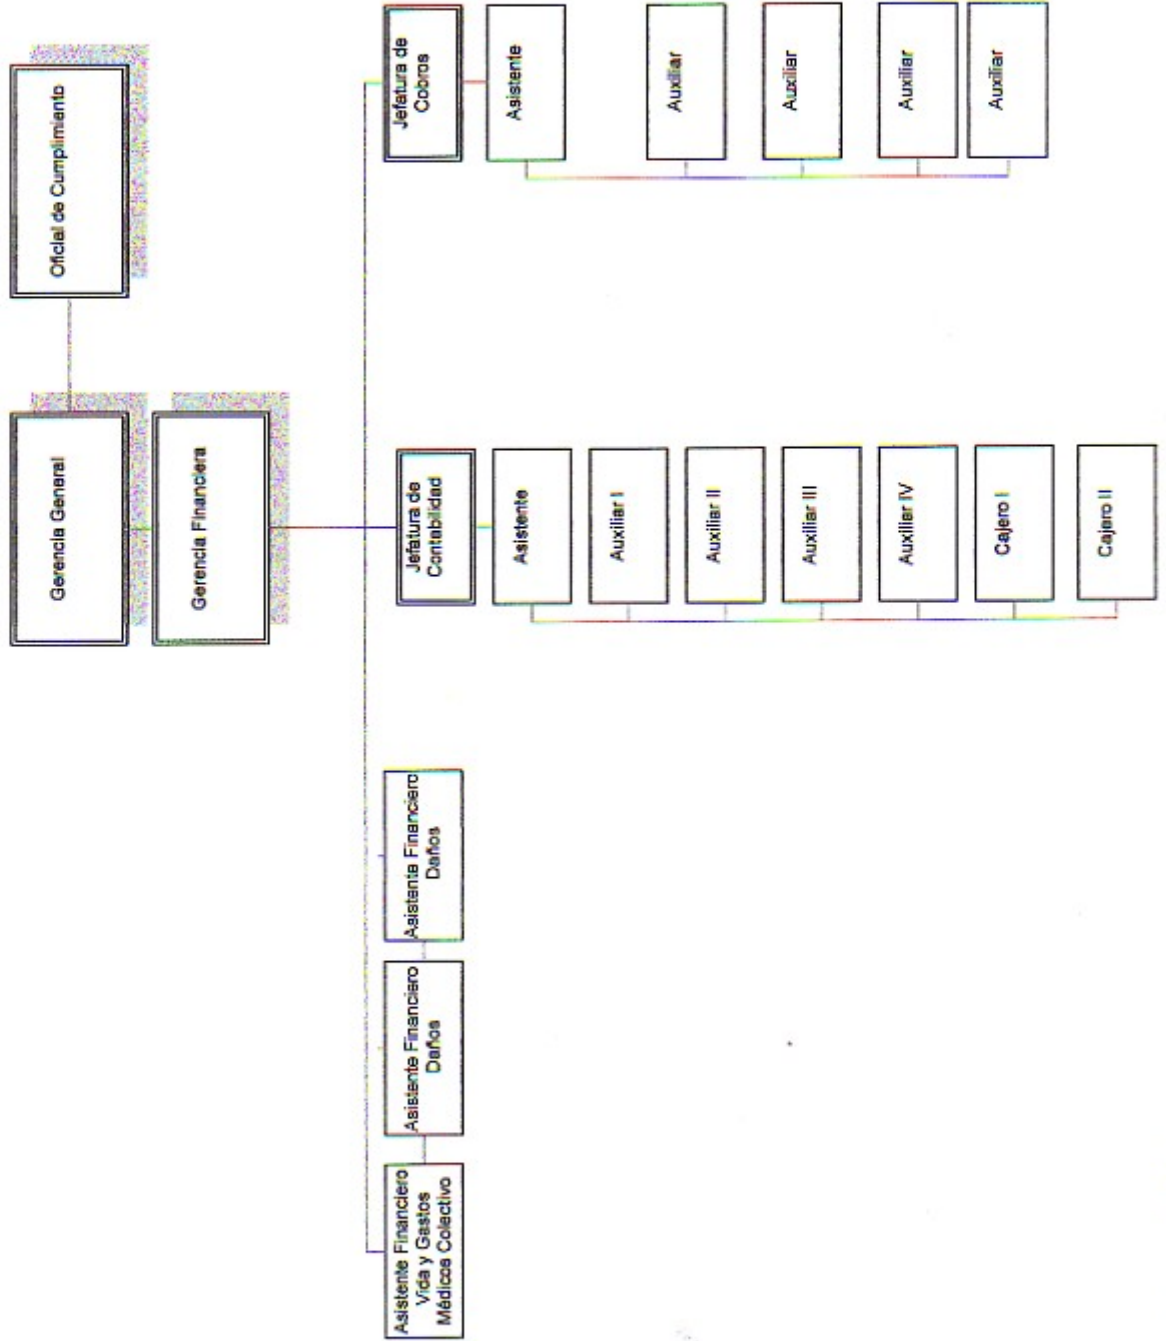 Gerencia General
Oficial de Cumplimiento
Gerencia Financiera
Asistente Financiero
Vida y Gastos
Médicos Colectivo
Asistente Financiero
Daños
Asistente Financiero
Daños
Jefatura de
Contabilidad
Asistente
Auxiliar I
Auxiliar II
Auxiliar III
Auxiliar IV
Cajero I
Cajero II
Jefatura de
Cobros
Asistente
Auxiliar
Auxiliar
Auxiliar
Auxiliar